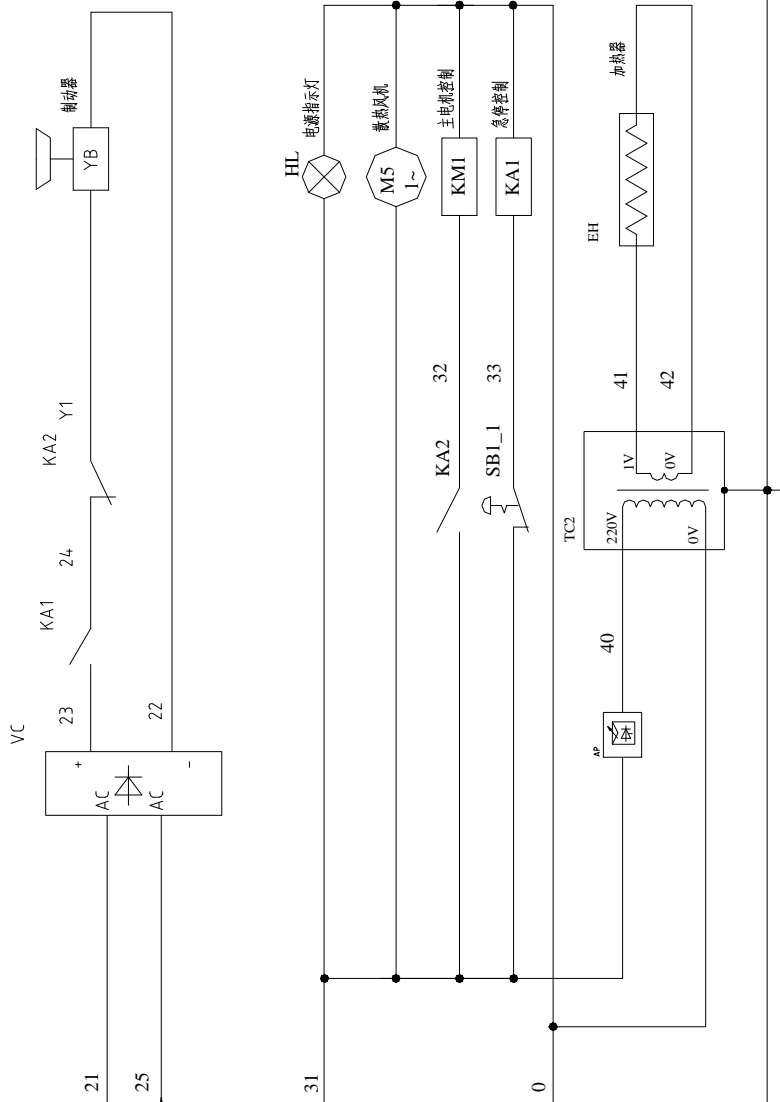 制动器
YB
KA2
Y1
24
KA1
23
22
VC
+
-
AC
AC
21
25
电源指示灯
HL
散热风机
M5
1~
主电机控制
KM1
急停控制
KA1
32
33
KA2
SB1_1
31
0
加热器
EH
41
42
1V
0V
TC2
220V
0V
40
AP